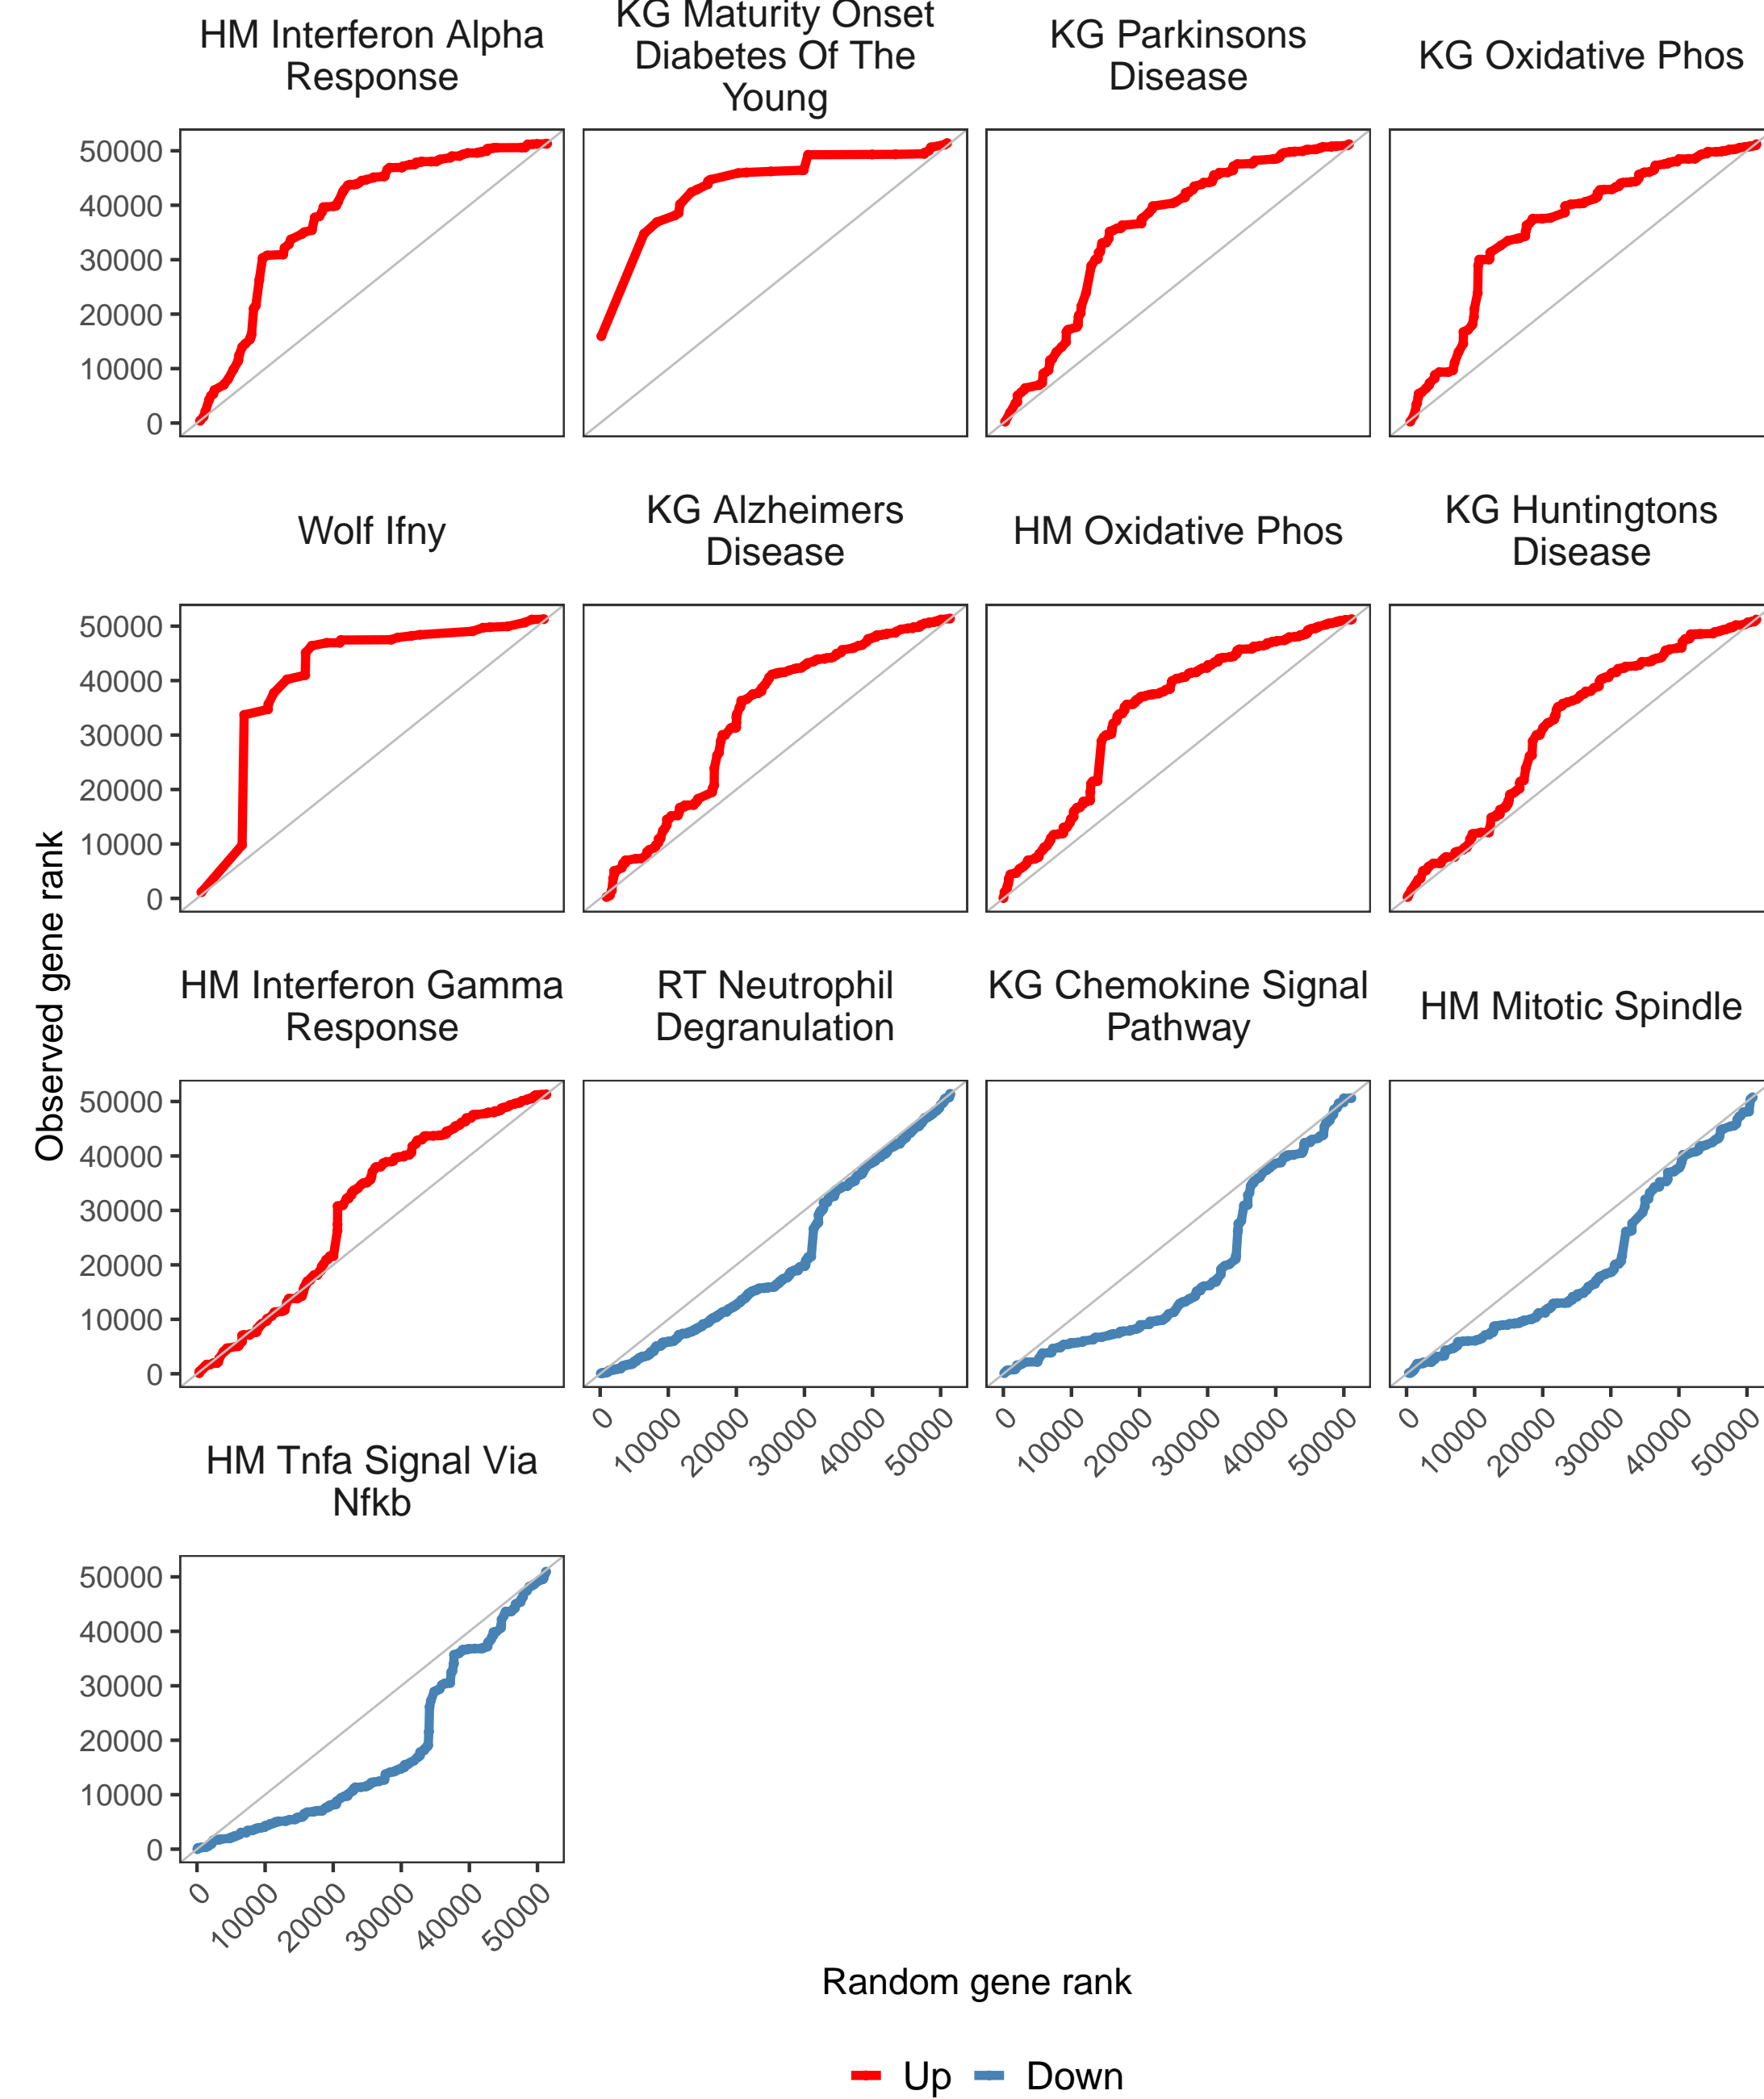 HM Interferon Alpha
Response
KG Maturity Onset
Diabetes Of The
Young
KG Parkinsons
Disease
KG Oxidative Phos
50000
40000
30000
20000
10000
0
Wolf Ifny
KG Alzheimers
Disease
HM Oxidative Phos
KG Huntingtons
Disease
50000
40000
30000
20000
10000
0
Observed gene rank
HM Interferon Gamma
Response
RT Neutrophil
Degranulation
KG Chemokine Signal
Pathway
HM Mitotic Spindle
50000
40000
30000
20000
10000
0
0 10000 20000 30000 40000 50000
0 10000 20000 30000 40000 50000
0 10000 20000 30000 40000 50000
HM Tnfa Signal Via
Nfkb
50000
40000
30000
20000
10000
0
0 10000 20000 30000 40000 50000
Random gene rank
Up Down